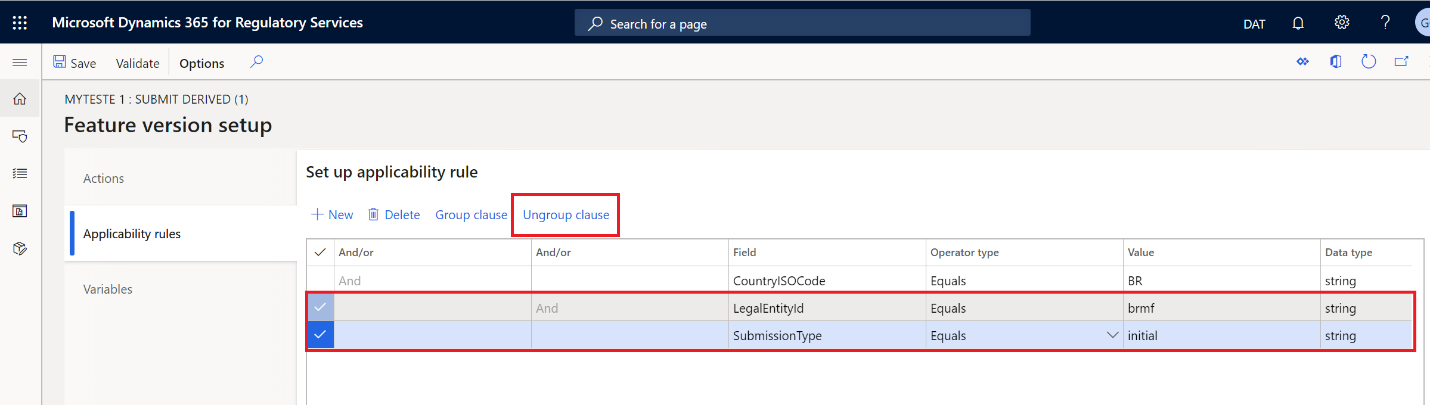 Microsoft Dynamics 365 for Regulatory Services Search for a page DAT ? G
Save Validate Options
MYTESTE 1 : SUBMIT DERIVED (1)
Feature version setup
Actions
Applicability rules
Variables
Set up applicability rule
New Delete Group clause Ungroup clause
And/or And/or Field Operator type Value Data type
And CountryISOCode Equals BR string
And LegalEntityId Equals brmf string
SubmissionType Equals initial string